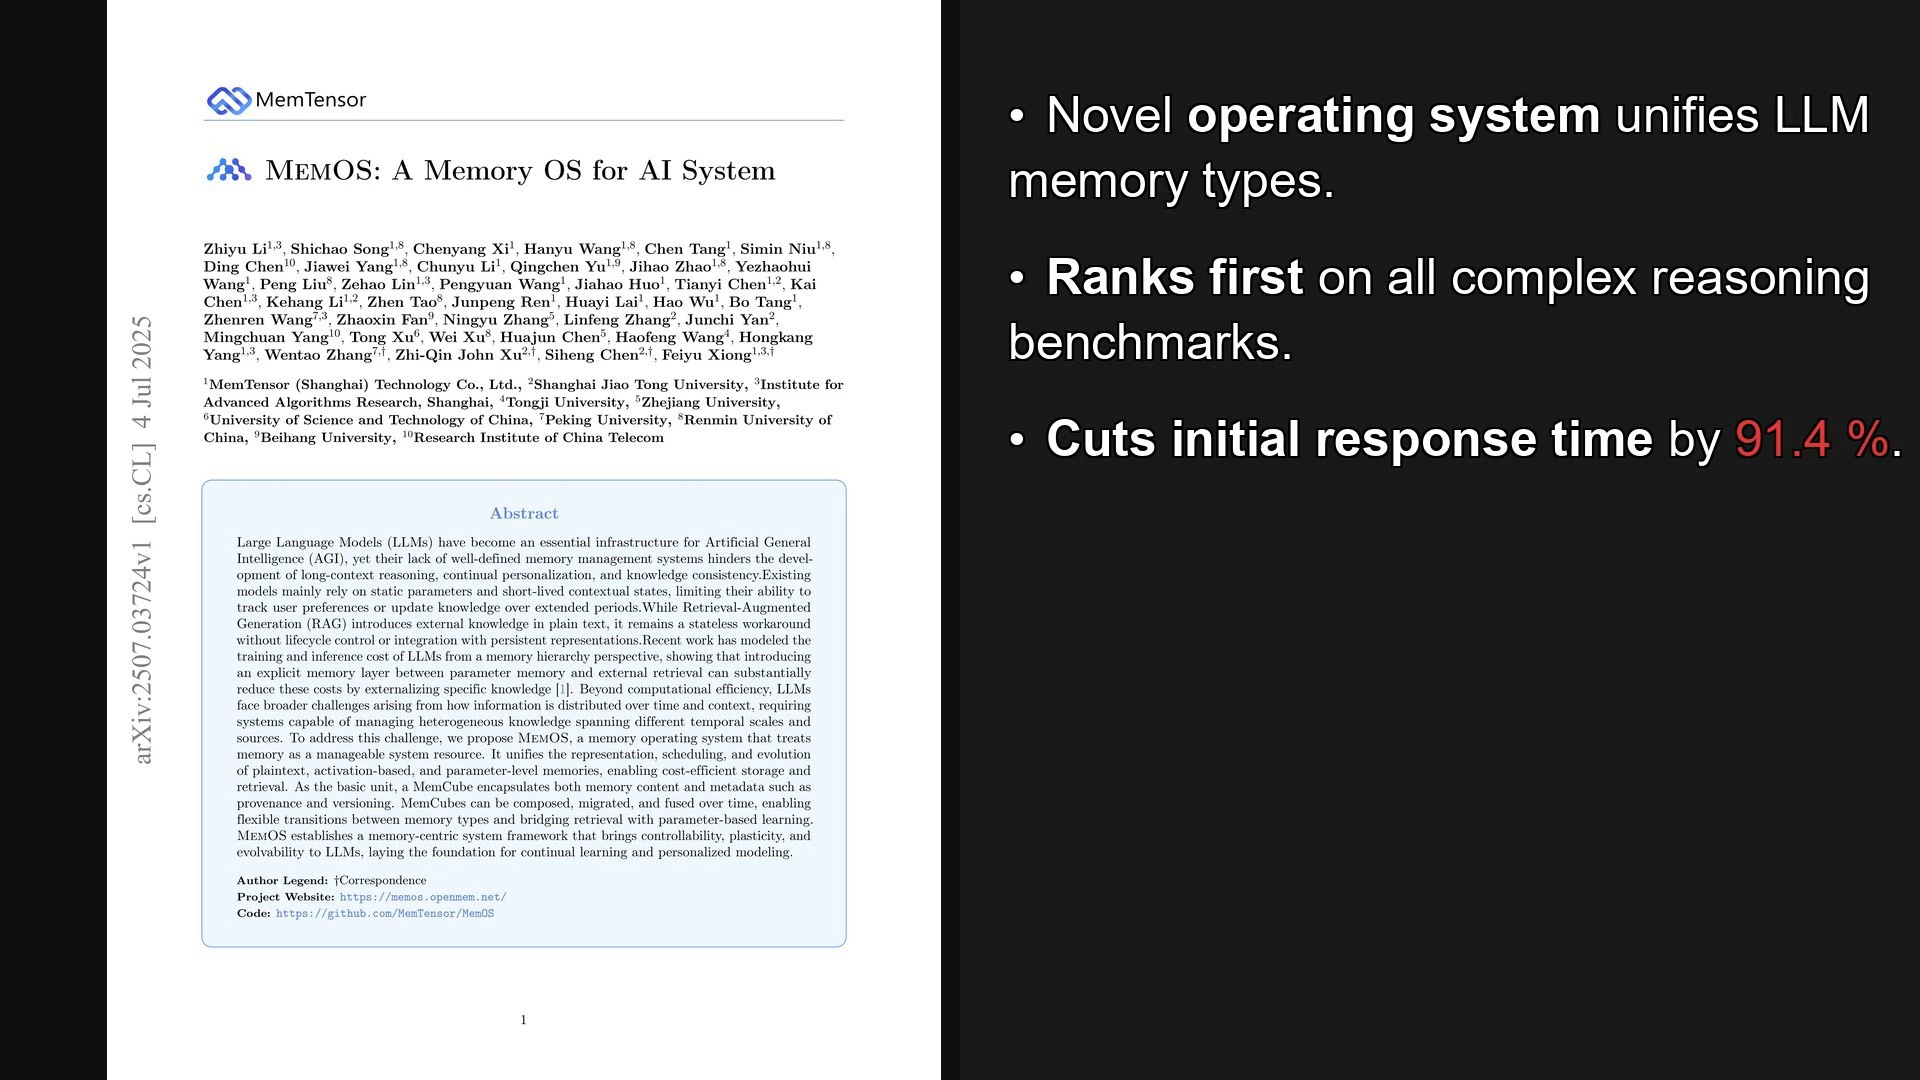 MemTensor
MEMOS: A Memory OS for AI System
Zhiyu Li1,3, Shichao Song1,8, Chenyang Xi1, Hanyu Wang1,8, Chen Tang1, Simin Niu1,8,
Ding Chen10, Jiawei Yang1,8, Chunyu Li1, Qingchen Yu1,9, Jihao Zhao1,8, Yezhaohui
Wang1, Peng Liu8, Zehao Lin1,3, Pengyuan Wang1, Jiahao Huo1, Tianyi Chen1,2, Kai
Chen1,3, Kehang Li1,2, Zhen Tao8, Junpeng Ren1, Huayi Lai1, Hao Wu1, Bo Tang1,
Zhenren Wang7,3, Zhaoxin Fan9, Ningyu Zhang5, Linfeng Zhang2, Junchi Yan2,
Mingchuan Yang10, Tong Xu6, Wei Xu8, Huajun Chen5, Haofeng Wang4, Hongkang
Yang1,3, Wentao Zhang7,†, Zhi-Qin John Xu2,†, Siheng Chen2,†, Feiyu Xiong1,3,†
1MemTensor (Shanghai) Technology Co., Ltd., 2Shanghai Jiao Tong University, 3Institute for
Advanced Algorithms Research, Shanghai, 4Tongji University, 5Zhejiang University,
6University of Science and Technology of China, 7Peking University, 8Renmin University of
China, 9Beihang University, 10Research Institute of China Telecom
arXiv:2507.03724v1 [cs.CL] 4 Jul 2025
Abstract
Large Language Models (LLMs) have become an essential infrastructure for Artificial General
Intelligence (AGI), yet their lack of well-defined memory management systems hinders the devel-
opment of long-context reasoning, continual personalization, and knowledge consistency.Existing
models mainly rely on static parameters and short-lived contextual states, limiting their ability to
track user preferences or update knowledge over extended periods.While Retrieval-Augmented
Generation (RAG) introduces external knowledge in plain text, it remains a stateless workaround
without lifecycle control or integration with persistent representations.Recent work has modeled the
training and inference cost of LLMs from a memory hierarchy perspective, showing that introducing
an explicit memory layer between parameter memory and external retrieval can substantially
reduce these costs by externalizing specific knowledge [1]. Beyond computational efficiency, LLMs
face broader challenges arising from how information is distributed over time and context, requiring
systems capable of managing heterogeneous knowledge spanning different temporal scales and
sources. To address this challenge, we propose MEMOS, a memory operating system that treats
memory as a manageable system resource. It unifies the representation, scheduling, and evolution
of plaintext, activation-based, and parameter-level memories, enabling cost-efficient storage and
retrieval. As the basic unit, a MemCube encapsulates both memory content and metadata such as
provenance and versioning. MemCubes can be composed, migrated, and fused over time, enabling
flexible transitions between memory types and bridging retrieval with parameter-based learning.
MEMOS establishes a memory-centric system framework that brings controllability, plasticity, and
evolvability to LLMs, laying the foundation for continual learning and personalized modeling.
Author Legend: †Correspondence
Project Website: https://memos.openmem.net/
Code: https://github.com/MemTensor/MemOS
1
• Novel operating system unifies LLM
memory types.
• Ranks first on all complex reasoning
benchmarks.
• Cuts initial response time by 91.4 %.